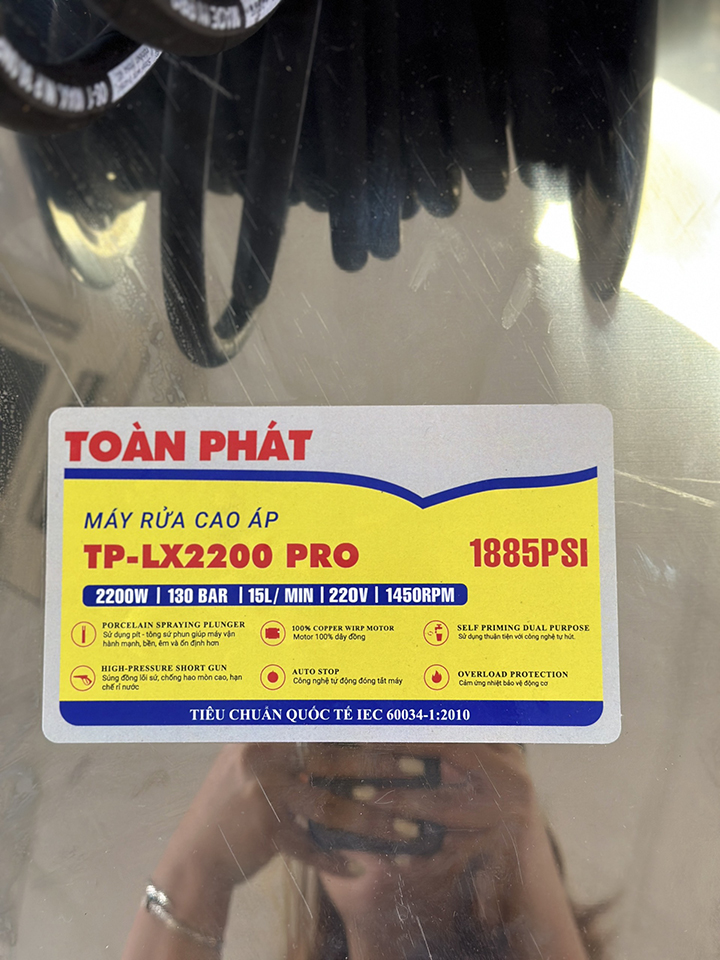 TOÀN PHÁT
MÁY RỬA CAO ÁP
TP-LX2200 PRO
1885PSI
2200W | 130 BAR | 15L/ MIN | 220V | 1450RPM
PORCELAIN SPRAYING PLUNGER
Sử dụng pít - tông sứ phun giúp máy vận
hành mạnh, bền, êm và ổn định hơn
100% COPPER WIRP MOTOR
Motor 100% dây đồng
SELF PRIMING DUAL PURPOSE
Sử dụng thuận tiện với công nghệ tự hút.
HIGH-PRESSURE SHORT GUN
Súng đồng lõi sứ, chống hao mòn cao, hạn
chế rỉ nước
AUTO STOP
Công nghệ tự động đóng tắt máy
OVERLOAD PROTECTION
Cảm ứng nhiệt bảo vệ động cơ
TIÊU CHUẨN QUỐC TẾ IEC 60034-1:2010